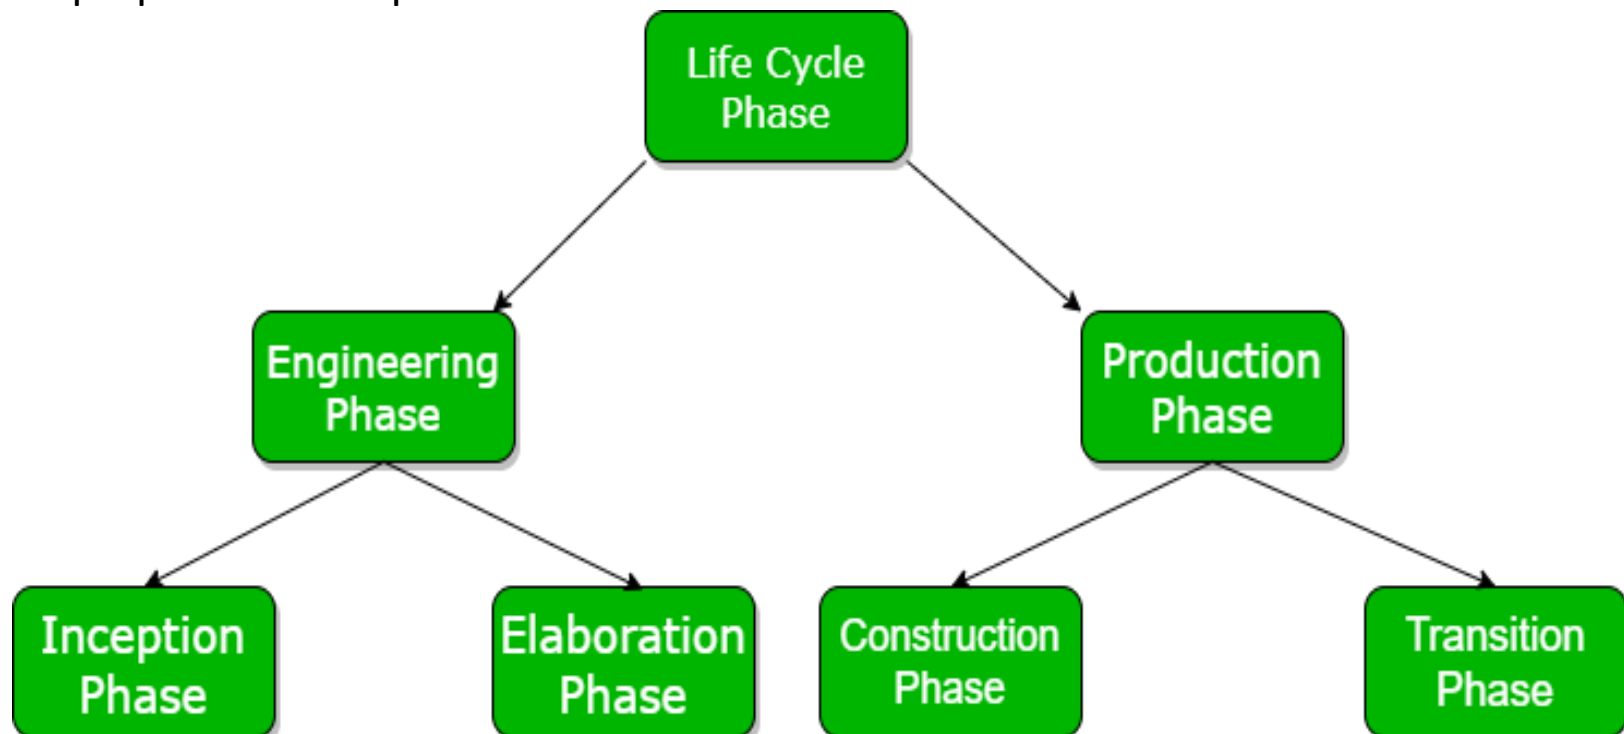 Life Cycle
Phase
Engineering
Phase
Production
Phase
Inception
Phase
Elaboration
Phase
Construction
Phase
Transition
Phase